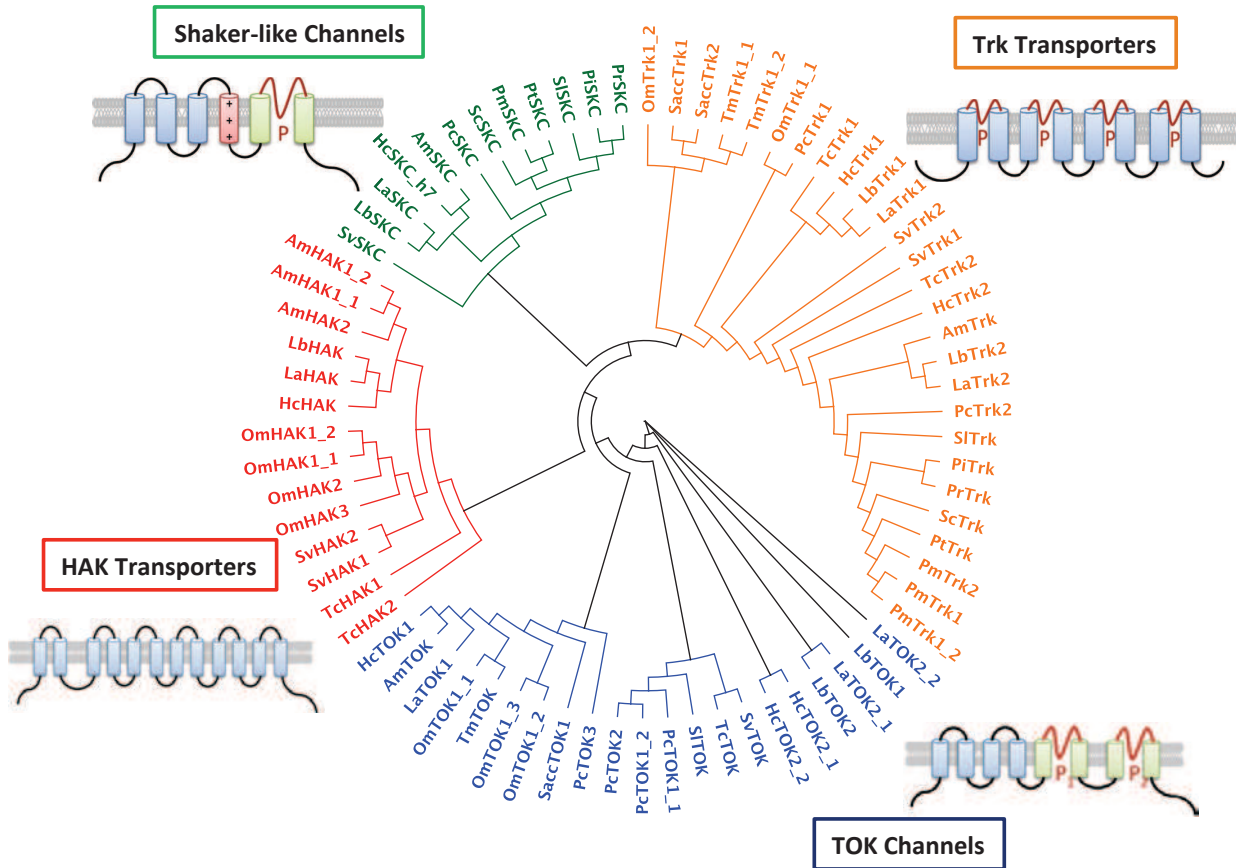 Shaker-like Channels
+
+
+
P
Trk Transporters
P
P
P
P
PrSKC
PiSKC
SlSKC
PtSKC
PmSKC
ScSKC
PcSKC
AmSKC
HcSKC_h7
LaSKC
LbSKC
SvSKC
OmTrk1_2
SaccTrk1
SaccTrk2
TmTrk1_1
TmTrk1_2
OmTrk1_1
PcTrk1
TcTrk1
HcTrk1
LbTrk1
LaTrk1
SvTrk2
SvTrk1
TcTrk2
HcTrk2
AmTrk
LbTrk2
LaTrk2
PcTrk2
SlTrk
PiTrk
PrTrk
ScTrk
PtTrk
PmTrk2
PmTrk1
PmTrk1_2
AmHAK1_2
AmHAK1_1
AmHAK2
LbHAK
LaHAK
HcHAK
OmHAK1_2
OmHAK1_1
OmHAK2
OmHAK3
SvHAK2
SvHAK1
TcHAK1
TcHAK2
HAK Transporters
HcTOK1
AmTOK
LaTOK1
OmTOK1_1
TmTOK
OmTOK1_3
OmTOK1_2
SaccTOK1
PcTOK3
PcTOK2
PcTOK1_2
PcTOK1_1
SlTOK
TcTOK
SvTOK
HcTOK2_2
HcTOK2_1
LbTOK2
LaTOK2_1
LbTOK1
LaTOK2_2
P1
P
TOK Channels